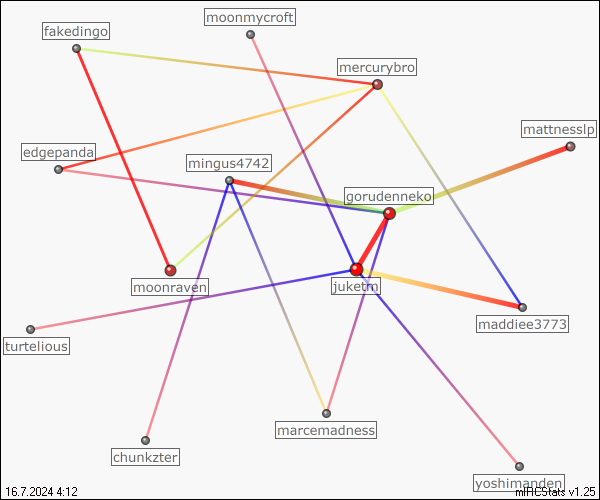 moonmycroft
fakedingo
mercurybro
mattnesslp
edgepanda
mingus4742
gorudenneko
moonraven
juketm
maddiee3773
turtelious
marcemadness
chunkzter
yoshimanden
16.7.2024 4:12
mIRCStats v1.25